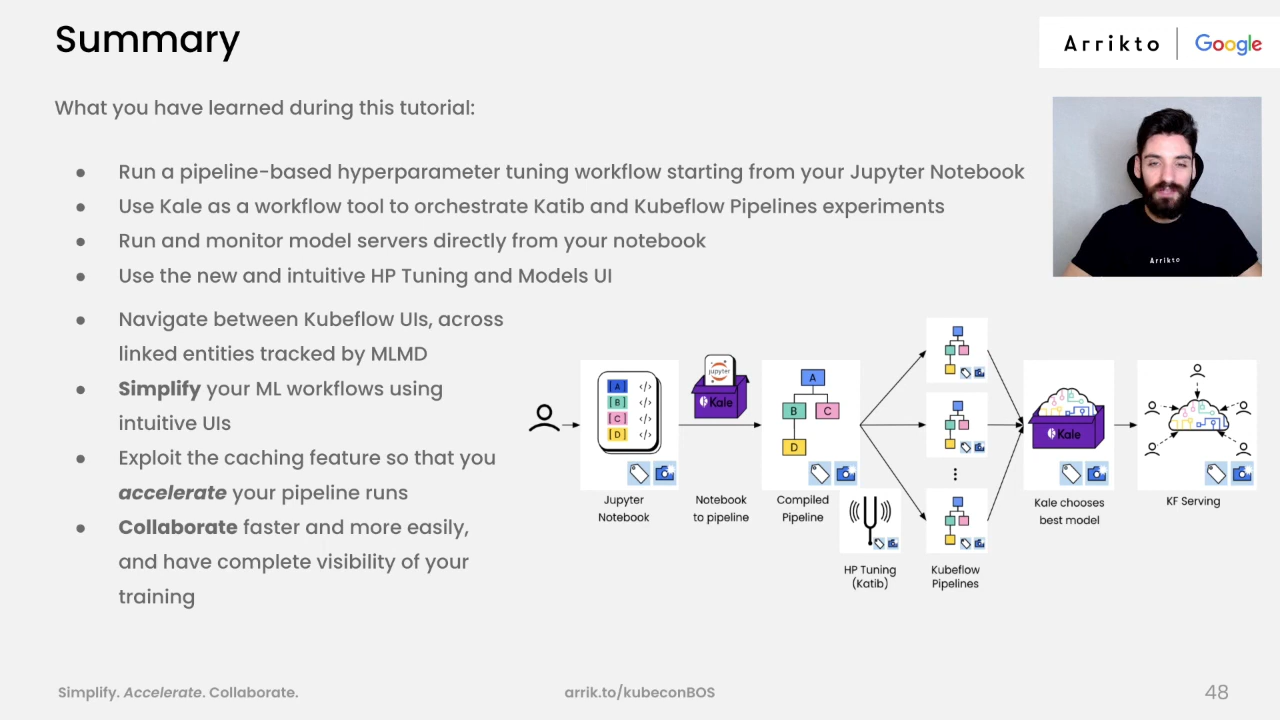 Summary
Arrikto | Google
What you have learned during this tutorial:
● Run a pipeline-based hyperparameter tuning workflow starting from your Jupyter Notebook
● Use Kale as a workflow tool to orchestrate Katib and Kubeflow Pipelines experiments
● Run and monitor model servers directly from your notebook
● Use the new and intuitive HP Tuning and Models UI
● Navigate between Kubeflow UIs, across
linked entities tracked by MLMD
● Simplify your ML workflows using
intuitive UIs
● Exploit the caching feature so that you
accelerate your pipeline runs
● Collaborate faster and more easily,
and have complete visibility of your
training
Arrikto
[A] </>
[B] </>
[C] </>
[D] </>
Jupyter
Notebook
jupyter
Kale
Notebook
to pipeline
A
B C
D
Compiled
Pipeline
HP Tuning
(Katib)
Kubeflow
Pipelines
Kale
Kale chooses
best model
KF Serving
Simplify. Accelerate. Collaborate.
arrik.to/kubeconBOS
48